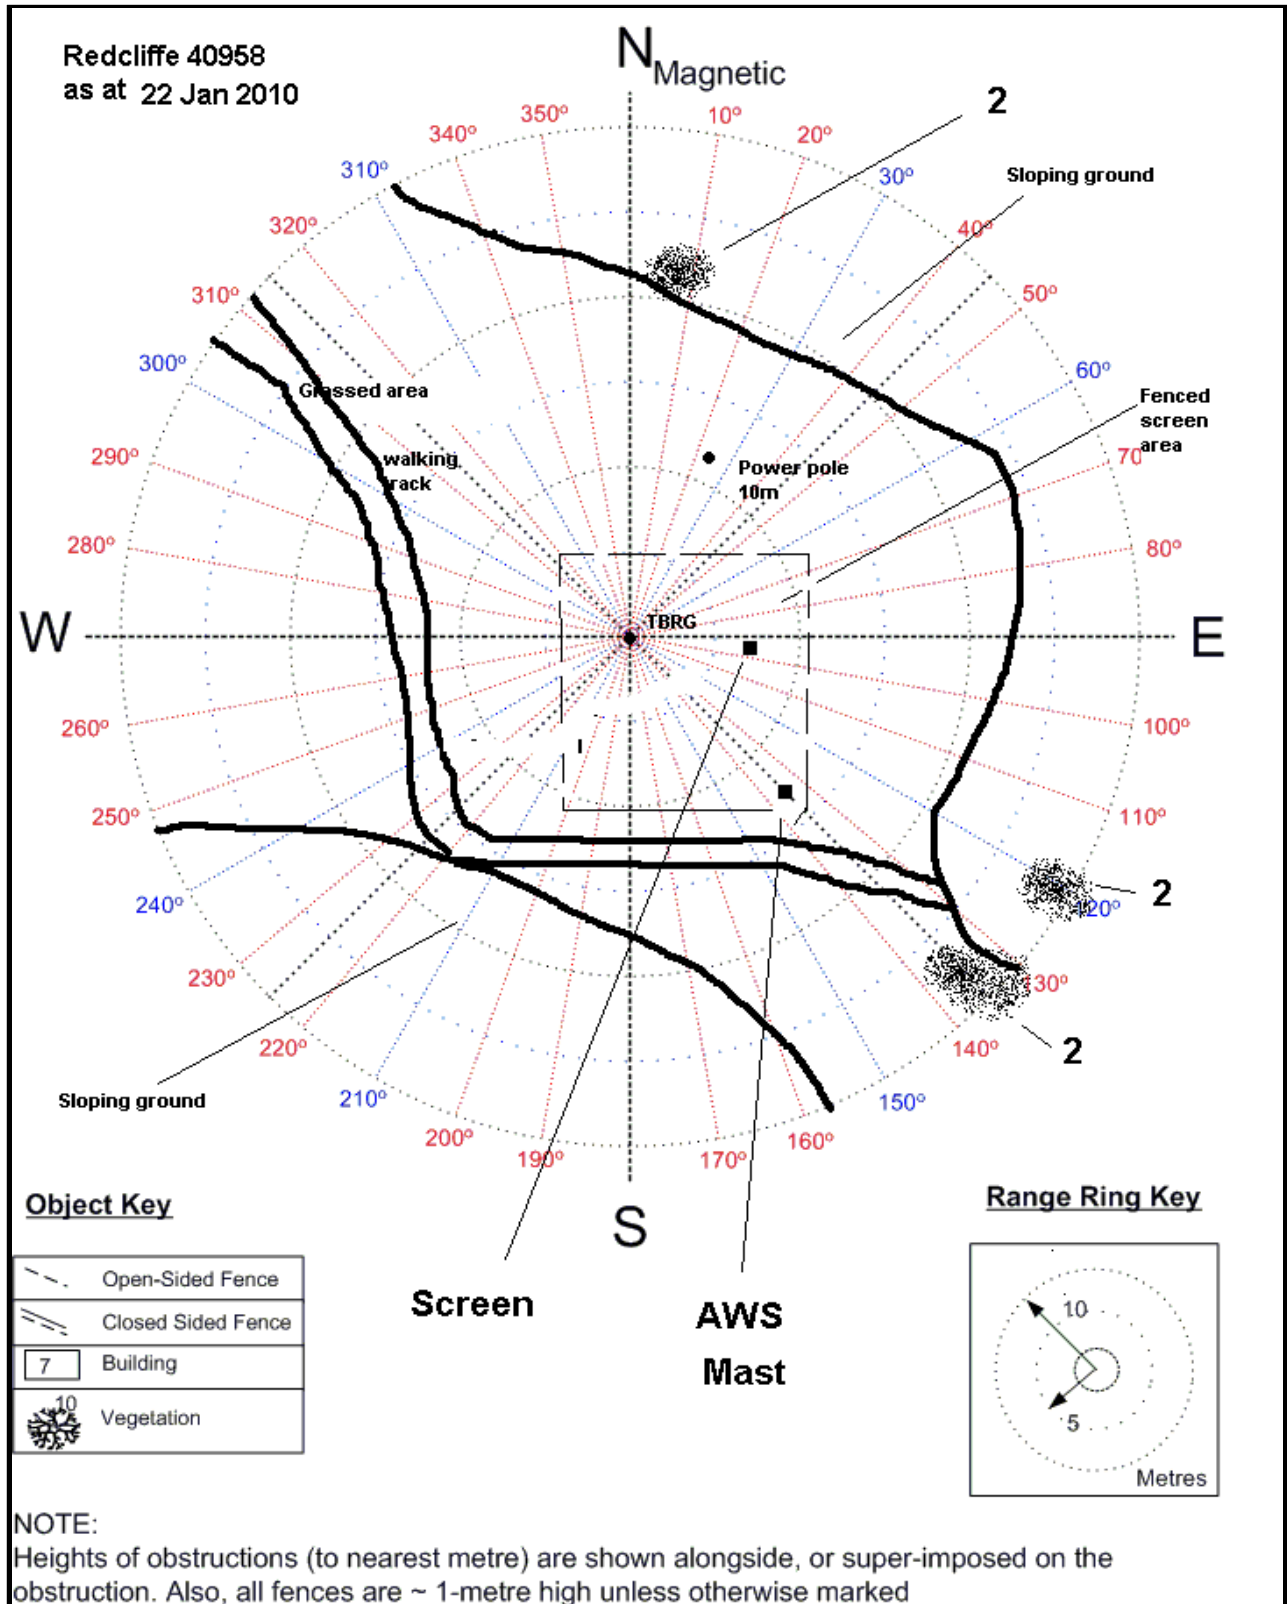 Redcliffe 40958
as at 22 Jan 2010
N
Magnetic
2
350º
10º
340º
20º
310º
30º
Sloping ground
320º
40º
310º
50º
300º
60º
Grassed area
Fenced
screen
area
290º
walking
rack
Power pole
10m
70
280º
80º
W
TBRG
E
260º
100º
250º
110º
240º
120º
2
230º
130º
220º
140º
2
Sloping ground
210º
150º
200º
160º
190º
170º
S
Screen
AWS
Mast
Object Key
Open-Sided Fence
Closed Sided Fence
7
Building
10
Vegetation
Range Ring Key
10
5
Metres
NOTE:
Heights of obstructions (to nearest metre) are shown alongside, or super-imposed on the
obstruction. Also, all fences are ~ 1-metre high unless otherwise marked